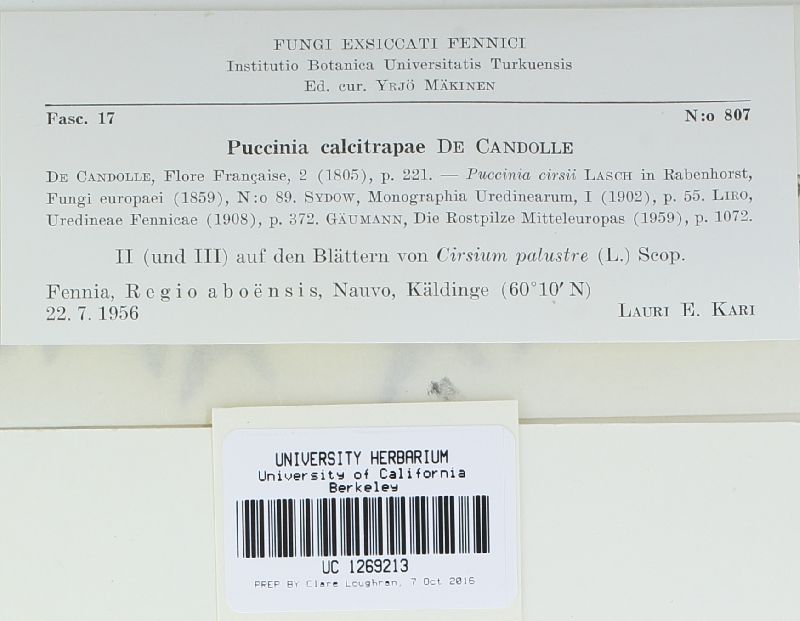 FUNGI EXSICCATI FENNICI
Institutio Botanica Universitatis Turkuensis
Ed. cur. YRJÖ MÄKINEN
Fasc. 17 N:o 807
Puccinia calcitrapae DE CANDOLLE
DE CANDOLLE, Flore Française, 2 (1805), p. 221. — Puccinia cirsii LASCH in Rabenhorst,
Fungi europaei (1859), N:o 89. SYDOW, Monographia Uredinearum, I (1902), p. 55. LIRO,
Uredineae Fennicae (1908), p. 372. GÄUMANN, Die Rostpilze Mitteleuropas (1959), p. 1072.
II (und III) auf den Blättern von Cirsium palustre (L.) Scop.
Fennia, Regio aboënsis, Nauvo, Käldinge (60°10′ N)
22. 7. 1956 LAURI E. KARI
UNIVERSITY HERBARIUM
University of California
Berkeley
UC 1269213
PREP BY Clare Loughran, 7 Oct 2016